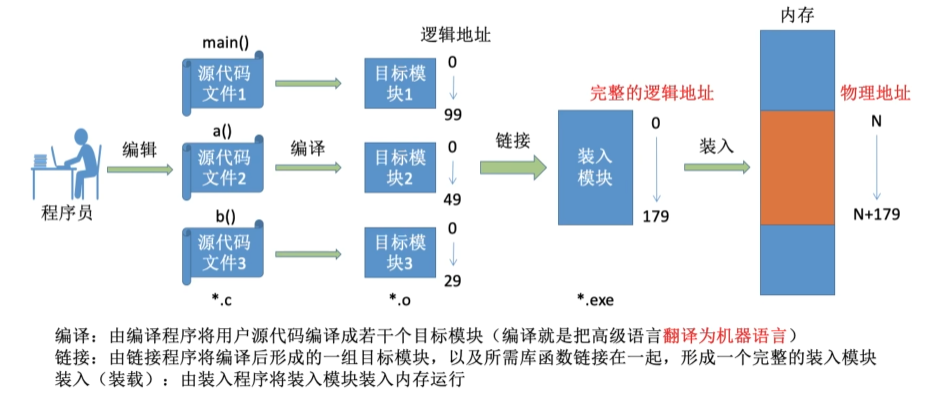 内存
main()
逻辑地址
源代码
文件1
目标模
块1
0
99
完整的逻辑地址
物理地址
程序员
编辑
a()
源代码
文件2
编译
目标模
块2
0
49
链接
装入
模块
0
179
装入
N
N+179
b()
源代码
文件3
目标模
块3
0
29
*.c
*.o
*.exe
编译：由编译程序将用户源代码编译成若干个目标模块（编译就是把高级语言翻译为机器语言）
链接：由链接程序将编译后形成的一组目标模块，以及所需库函数链接在一起，形成一个完整的装入模块
装入（装载）：由装入程序将装入模块装入内存运行